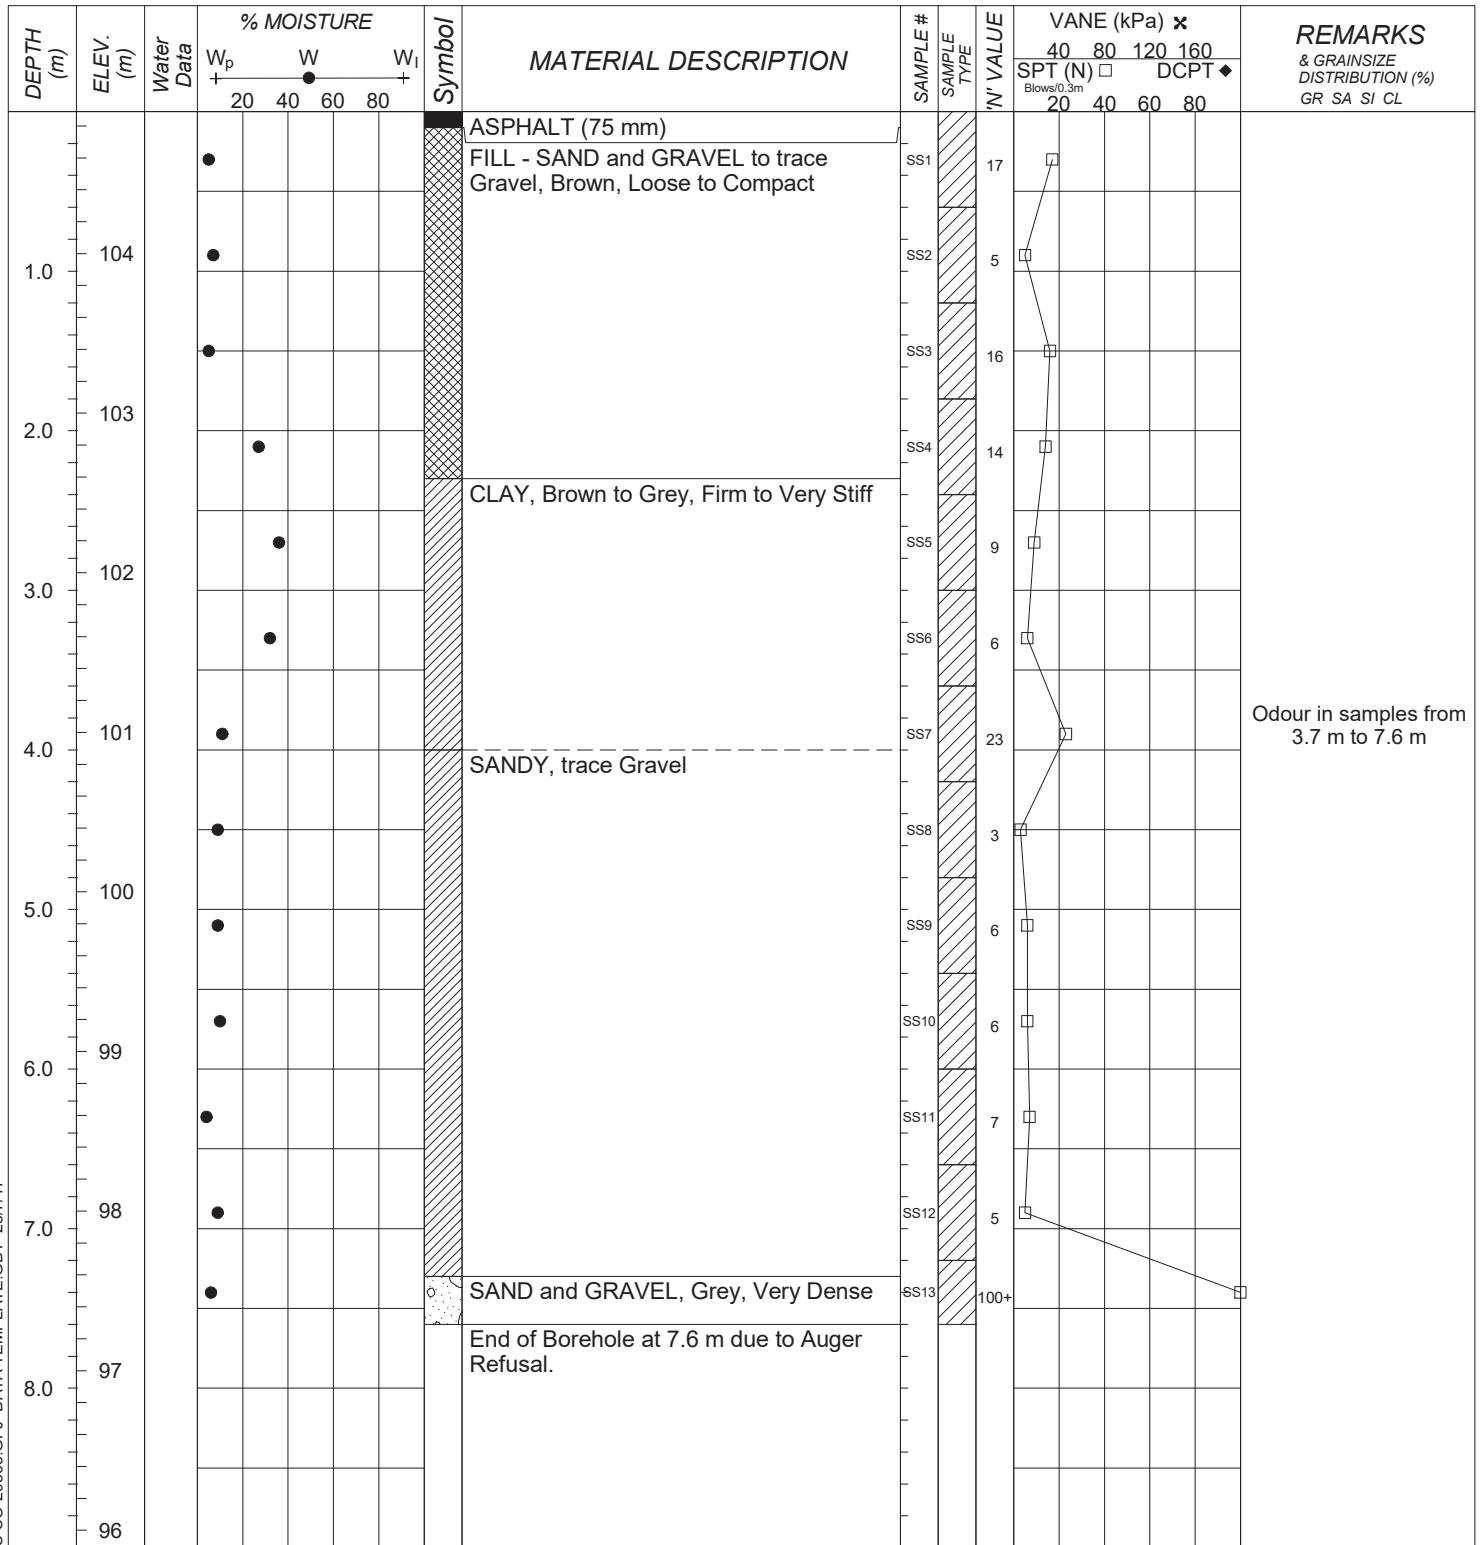 DEPTH (m)
ELEV. (m)
Water Data
% MOISTURE
Wp W Wl
20 40 60 80
Symbol
MATERIAL DESCRIPTION
SAMPLE #
SAMPLE TYPE
'N' VALUE
VANE (kPa)
40 80 120 160
SPT (N) DCPT
Blows/0.3m
20 40 60 80
REMARKS
& GRAINSIZE
DISTRIBUTION (%)
GR SA SI CL
ASPHALT (75 mm)
FILL - SAND and GRAVEL to trace
Gravel, Brown, Loose to Compact
SS1 17
104
SS2 5
1.0
SS3 16
103
2.0
SS4 14
CLAY, Brown to Grey, Firm to Very Stiff
SS5 9
102
3.0
SS6 6
Odour in samples from
3.7 m to 7.6 m
101
SS7 23
4.0
SANDY, trace Gravel
SS8 3
100
5.0
SS9 6
SS10 6
99
6.0
SS11 7
98
SS12 5
7.0
SAND and GRAVEL, Grey, Very Dense
SS13 100+
End of Borehole at 7.6 m due to Auger
Refusal.
97
8.0
96